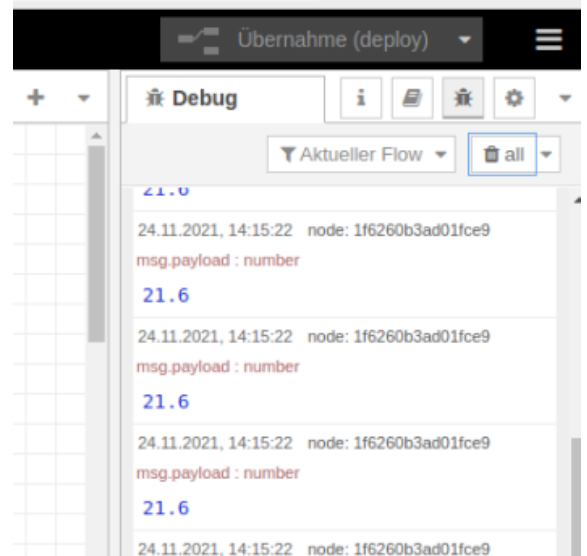 Übernahme (deploy)
Debug
i
Aktueller Flow
all
21.6
24.11.2021, 14:15:22 node: 1f6260b3ad01fce9
msg.payload : number
21.6
24.11.2021, 14:15:22 node: 1f6260b3ad01fce9
msg.payload : number
21.6
24.11.2021, 14:15:22 node: 1f6260b3ad01fce9
msg.payload : number
21.6
24.11.2021, 14:15:22 node: 1f6260b3ad01fce9